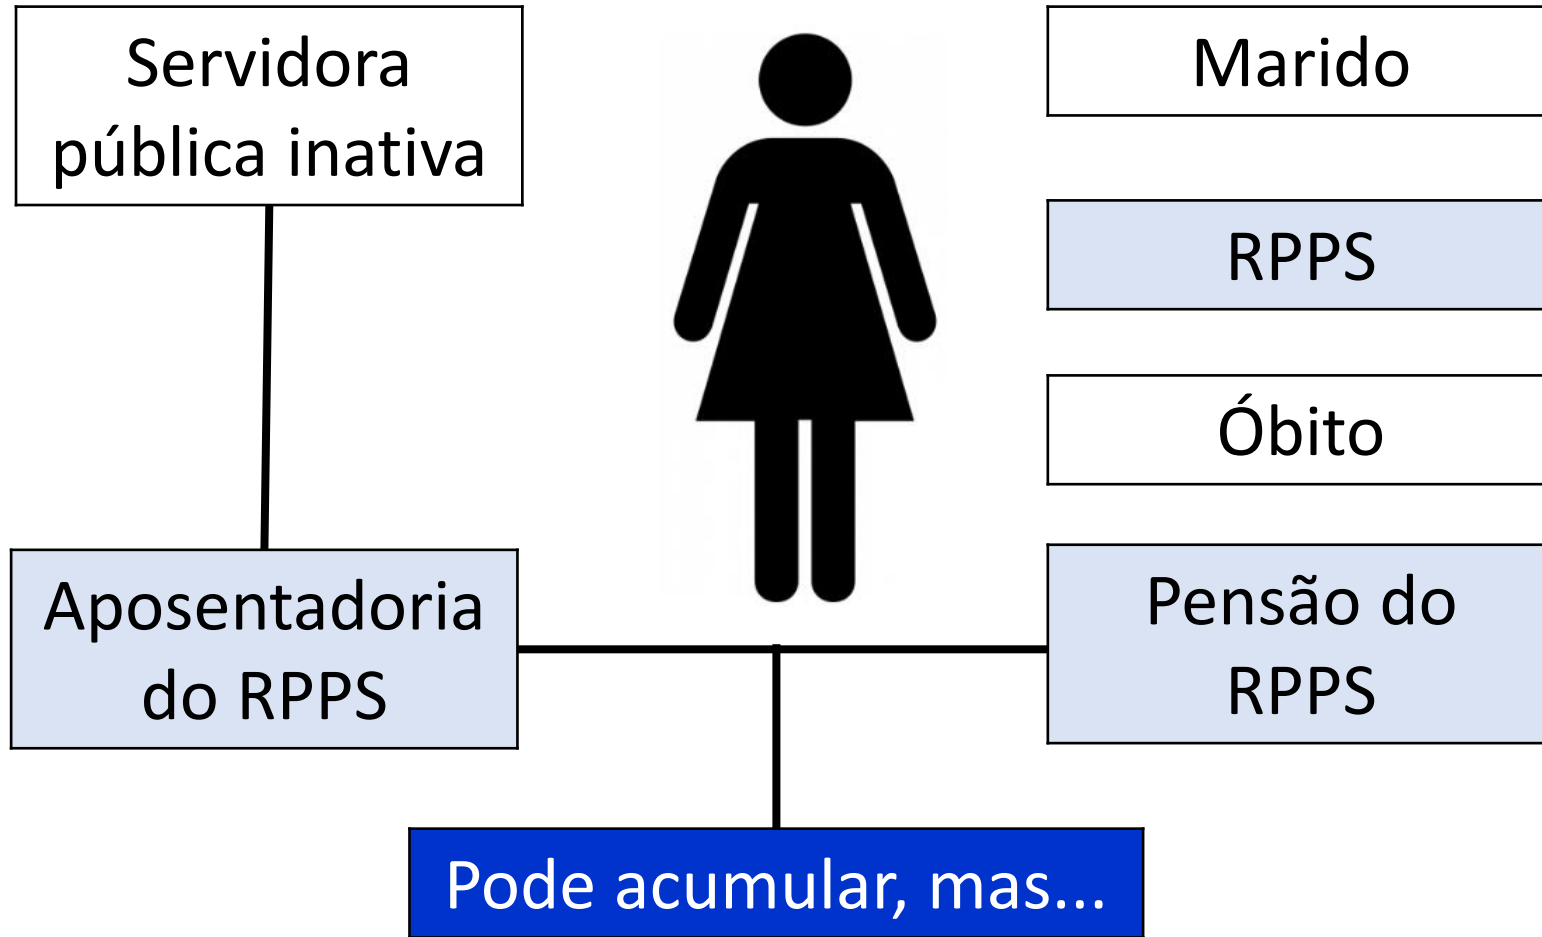 Servidora
pública inativa
Aposentadoria
do RPPS
Marido
RPPS
Óbito
Pensão do
RPPS
Pode acumular, mas...